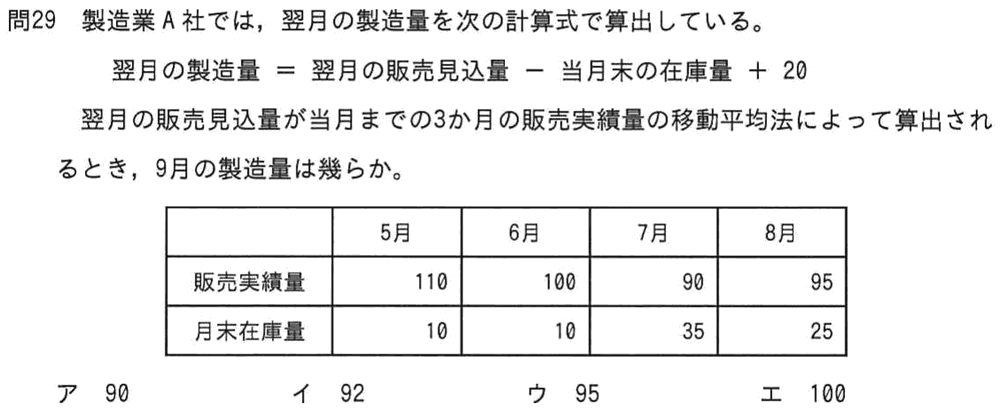 問29 製造業A社では，翌月の製造量を次の計算式で算出している。
翌月の製造量 ＝ 翌月の販売見込量 － 当月末の在庫量 ＋ 20
翌月の販売見込量が当月までの3か月の販売実績量の移動平均法によって算出され
るとき，9月の製造量は幾らか。
5月 6月 7月 8月
販売実績量 110 100 90 95
月末在庫量 10 10 35 25
ア 90 イ 92 ウ 95 エ 100